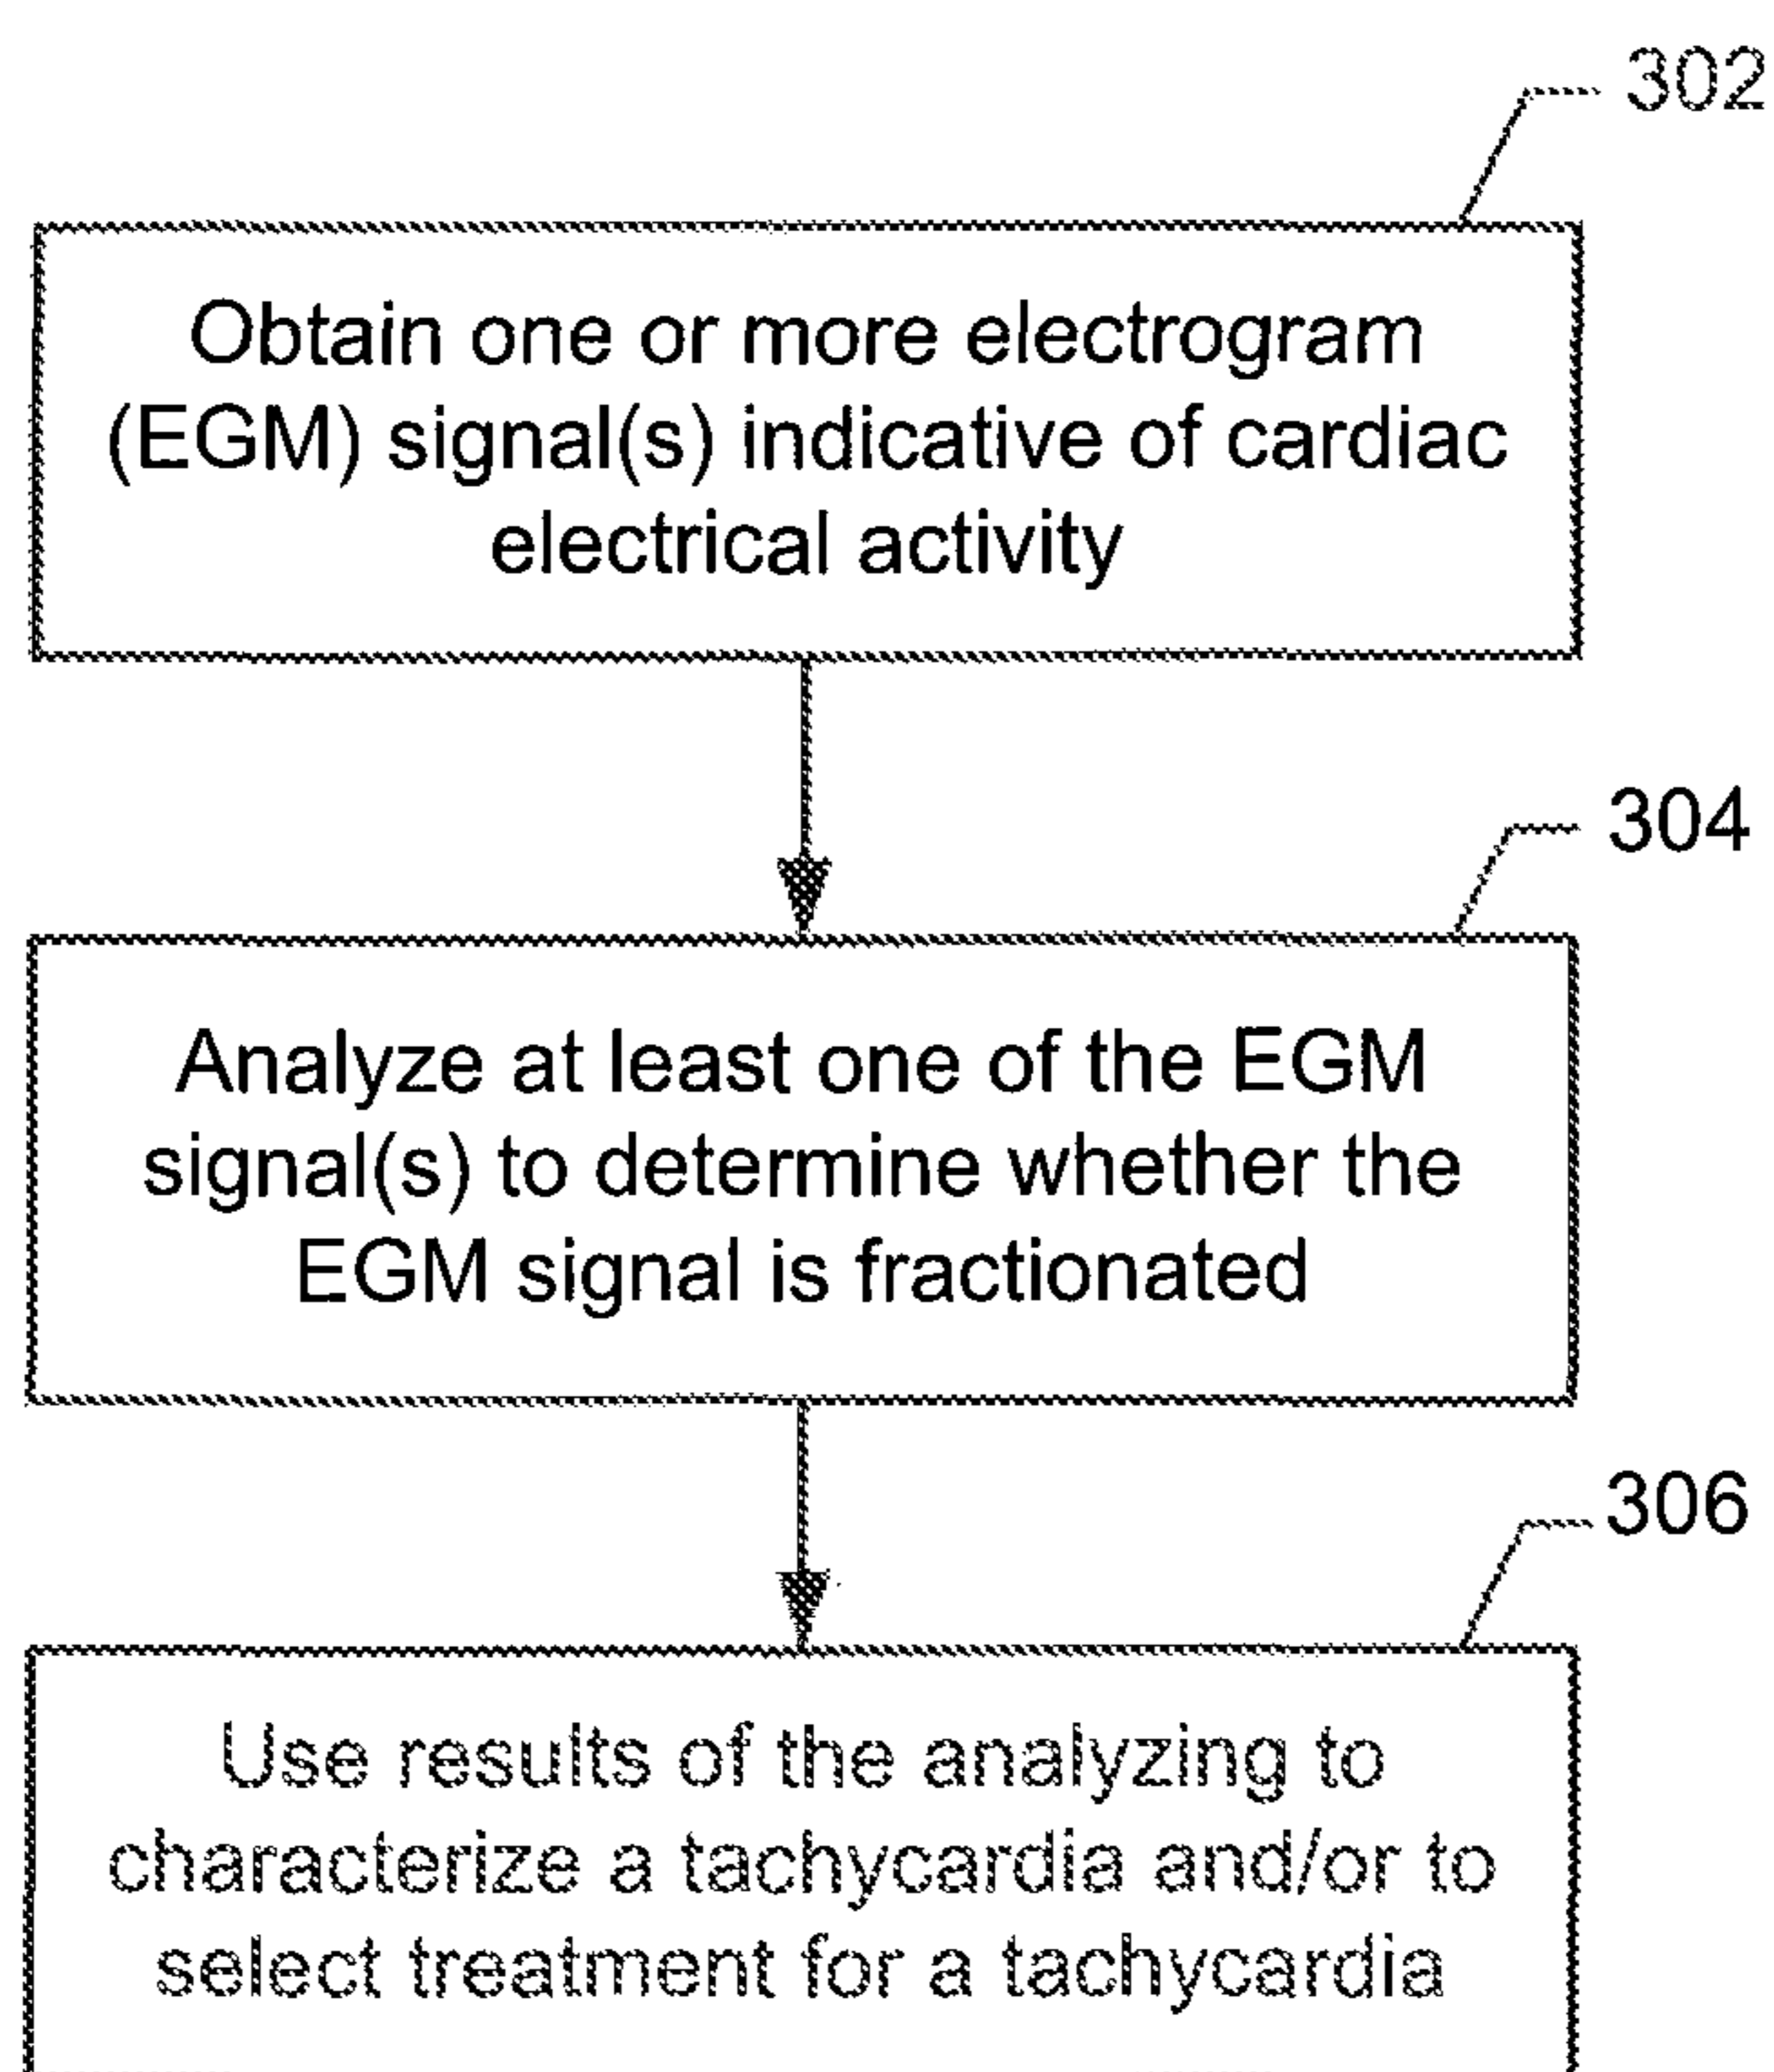 302
Obtain one or more electrogram
(EGM) signal(s) indicative of cardiac
electrical activity
304
Analyze at least one of the EGM
signal(s) to determine whether the
EGM signal is fractionated
306
Use results of the analyzing to
characterize a tachycardia and/or to
select treatment for a tachycardia